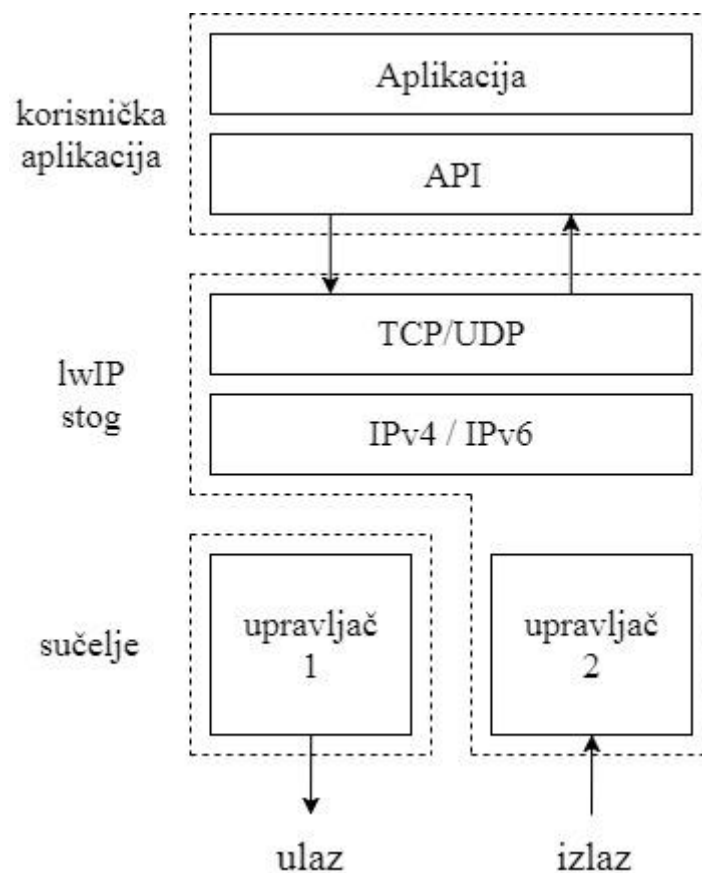 korisnička
aplikacija
Aplikacija
API
lwIP
stog
TCP/UDP
IPv4 / IPv6
sučelje
upravljač
1
upravljač
2
ulaz
izlaz